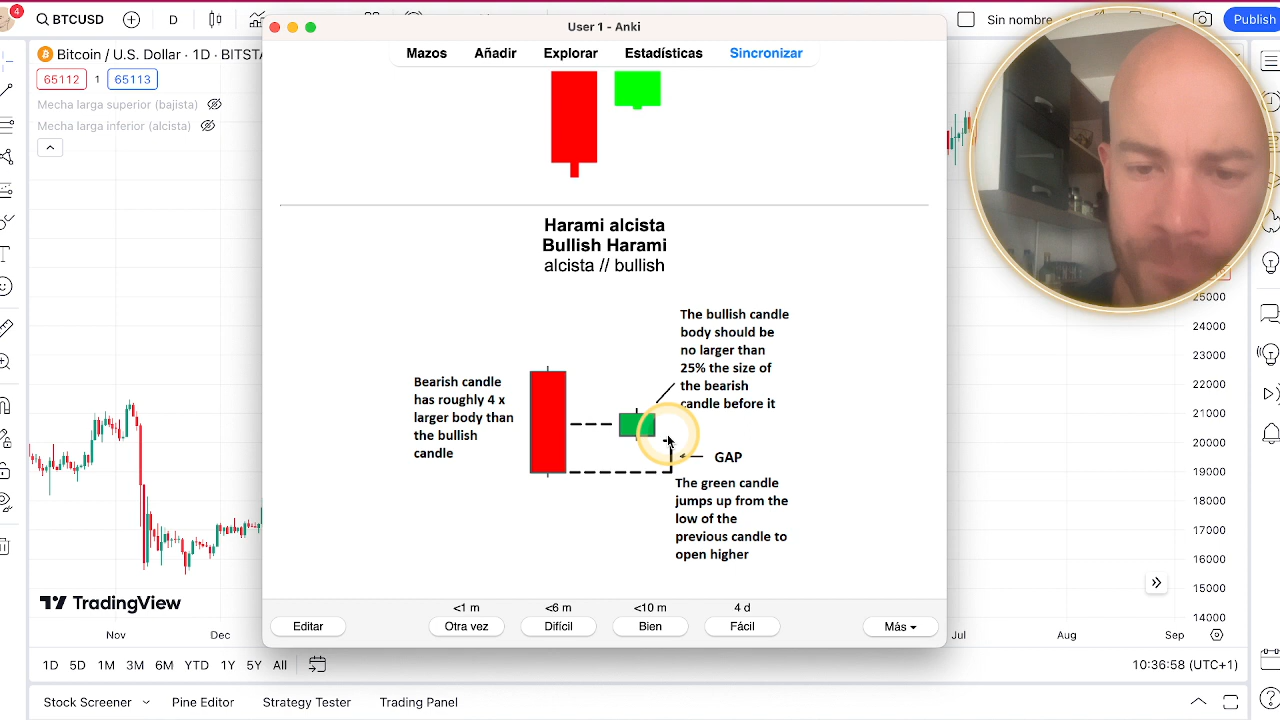 4
BTCUSD
D
User 1 - Anki
Sin nombre
Publish
Bitcoin / U.S. Dollar · 1D · BITSTA
65112
1
65113
Mecha larga superior (bajista)
Mecha larga inferior (alcista)
Mazos
Añadir
Explorar
Estadísticas
Sincronizar
Harami alcista
Bullish Harami
alcista // bullish
The bullish candle
body should be
no larger than
25% the size of
the bearish
candle before it
Bearish candle
has roughly 4 x
larger body than
the bullish
candle
GAP
The green candle
jumps up from the
low of the
previous candle to
open higher
<1 m
<6 m
<10 m
4 d
Editar
Otra vez
Difícil
Bien
Fácil
Más
25000
24000
23000
22000
21000
20000
19000
18000
17000
16000
15000
14000
TradingView
Nov
Dec
Jul
Aug
Sep
1D
5D
1M
3M
6M
YTD
1Y
5Y
All
10:36:58 (UTC+1)
Stock Screener
Pine Editor
Strategy Tester
Trading Panel